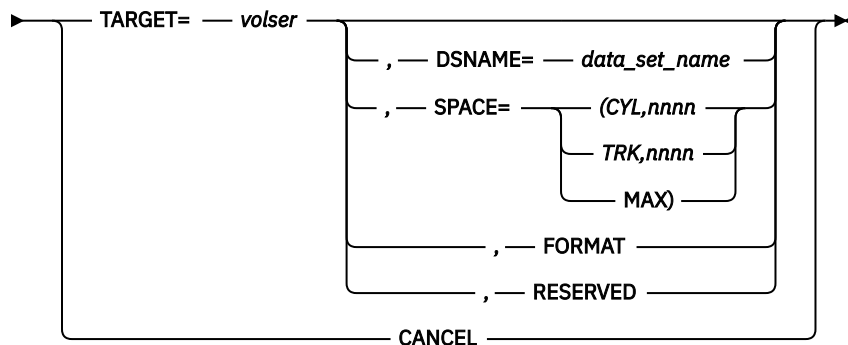 TARGET= volser
, DSNAME= data_set_name
, SPACE= (CYL,nnnn
TRK,nnnn
MAX)
, FORMAT
, RESERVED
CANCEL